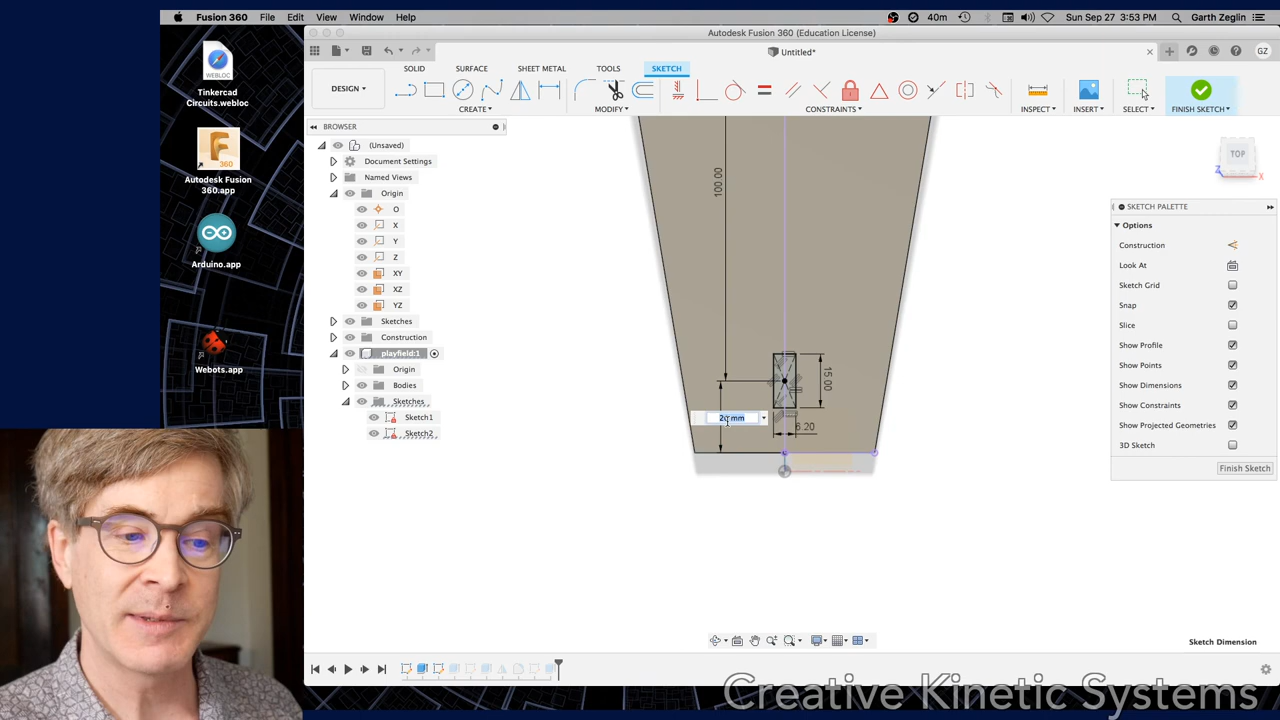 Fusion 360 File Edit View Window Help
40m Sun Sep 27 3:53 PM Garth Zeglin
Autodesk Fusion 360 (Education License)
Untitled*
GZ
SOLID SURFACE SHEET METAL TOOLS SKETCH
DESIGN
CREATE MODIFY CONSTRAINTS INSPECT INSERT SELECT FINISH SKETCH
WEBLOC
Tinkercad
Circuits.webloc
360
Autodesk Fusion
360.app
Arduino.app
Webots.app
BROWSER
(Unsaved)
Document Settings
Named Views
Origin
O
X
Y
Z
XY
XZ
YZ
Sketches
Construction
playfield:1
Origin
Bodies
Sketches
Sketch1
Sketch2
100.00
15.00
20 mm
6.20
TOP
Z
X
SKETCH PALETTE
Options
Construction
Look At
Sketch Grid
Snap
Slice
Show Profile
Show Points
Show Dimensions
Show Constraints
Show Projected Geometries
3D Sketch
Finish Sketch
Sketch Dimension
Creative Kinetic Systems